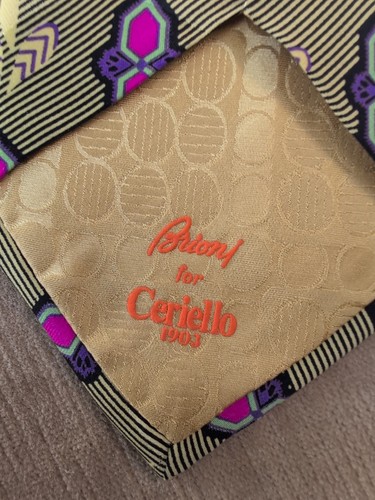 Brioni
for
Ceriello
1903